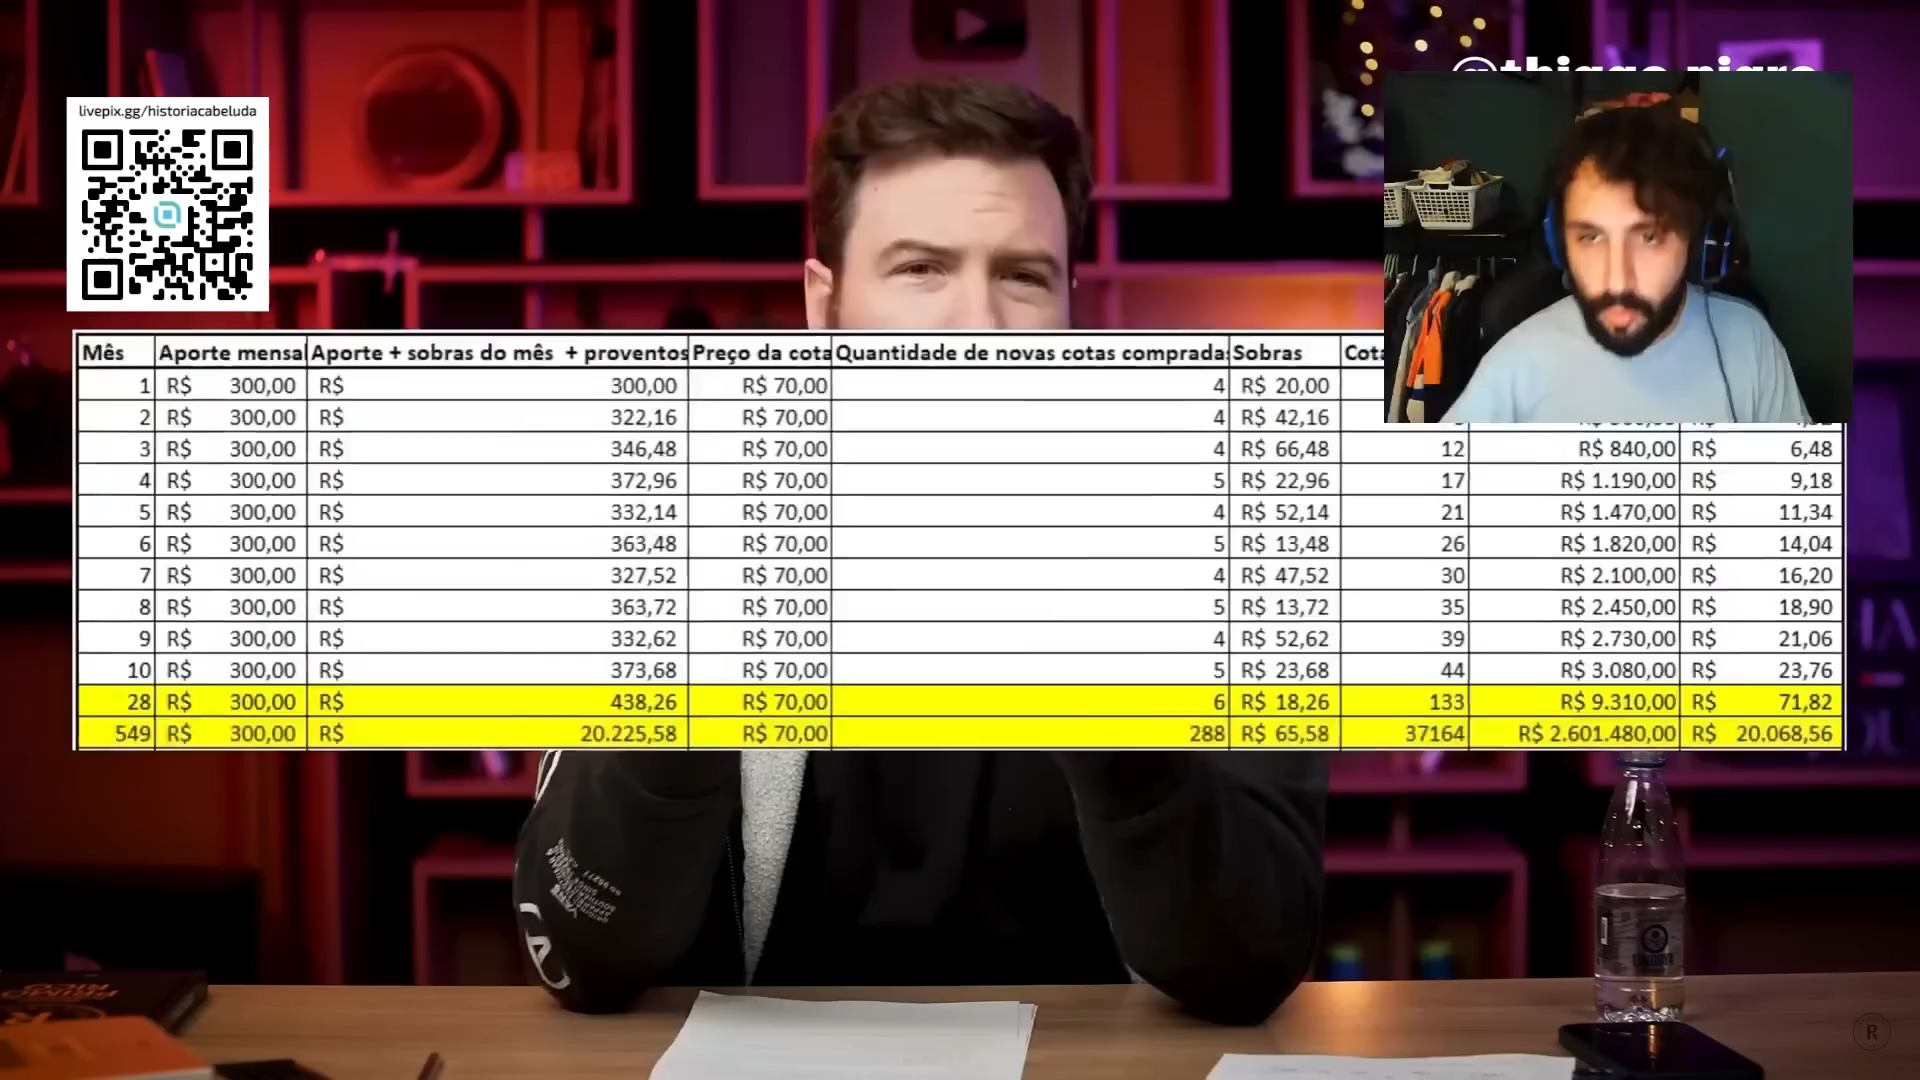 livepix.gg/historiacabeluda
Mês Aporte mensal Aporte + sobras do mês + proventos Preço da cota Quantidade de novas cotas compradas Sobras
1 R$ 300,00 R$ 300,00 R$ 70,00 4 R$ 20,00
2 R$ 300,00 R$ 322,16 R$ 70,00 4 R$ 42,16
3 R$ 300,00 R$ 346,48 R$ 70,00 4 R$ 66,48 12 R$ 840,00 R$ 6,48
4 R$ 300,00 R$ 372,96 R$ 70,00 5 R$ 22,96 17 R$ 1.190,00 R$ 9,18
5 R$ 300,00 R$ 332,14 R$ 70,00 4 R$ 52,14 21 R$ 1.470,00 R$ 11,34
6 R$ 300,00 R$ 363,48 R$ 70,00 5 R$ 13,48 26 R$ 1.820,00 R$ 14,04
7 R$ 300,00 R$ 327,52 R$ 70,00 4 R$ 47,52 30 R$ 2.100,00 R$ 16,20
8 R$ 300,00 R$ 363,72 R$ 70,00 5 R$ 13,72 35 R$ 2.450,00 R$ 18,90
9 R$ 300,00 R$ 332,62 R$ 70,00 4 R$ 52,62 39 R$ 2.730,00 R$ 21,06
10 R$ 300,00 R$ 373,68 R$ 70,00 5 R$ 23,68 44 R$ 3.080,00 R$ 23,76
28 R$ 300,00 R$ 438,26 R$ 70,00 6 R$ 18,26 133 R$ 9.310,00 R$ 71,82
549 R$ 300,00 R$ 20.225,58 R$ 70,00 288 R$ 65,58 37164 R$ 2.601.480,00 R$ 20.068,56
R